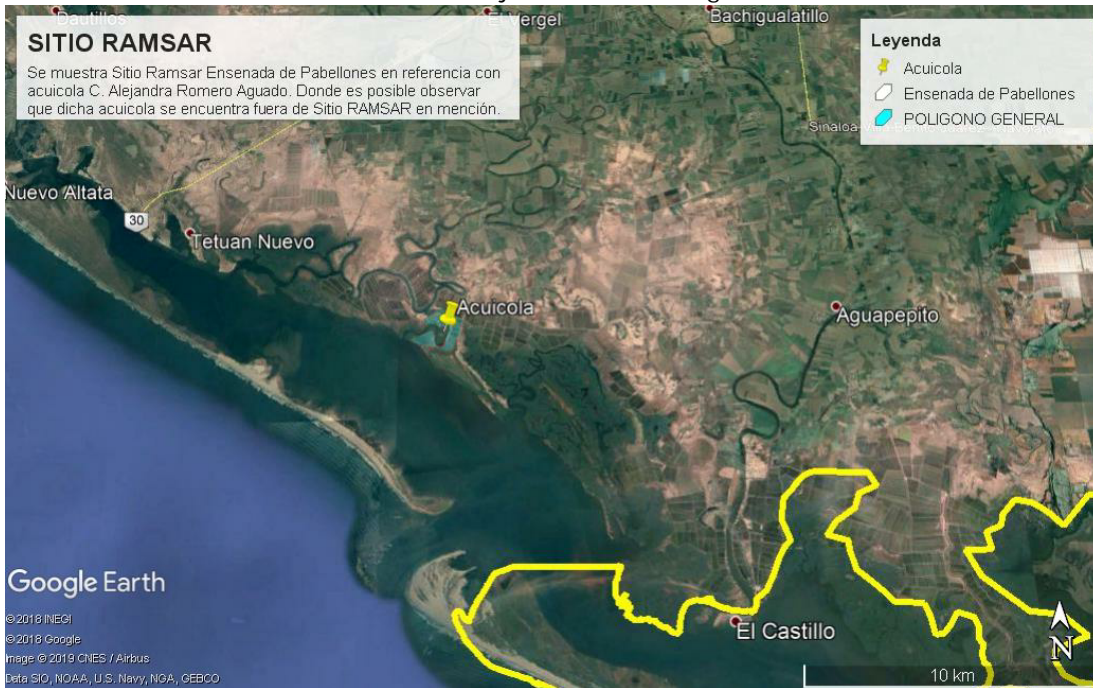 Dautillos
El Vergel
Bachigualatillo
SITIO RAMSAR
Se muestra Sitio Ramsar Ensenada de Pabellones en referencia con
acuicola C. Alejandra Romero Aguado. Donde es posible observar
que dicha acuicola se encuentra fuera de Sitio RAMSAR en mención.
Leyenda
Acuicola
Ensenada de Pabellones
POLIGONO GENERAL
Nuevo Altata
30
Tetuan Nuevo
Acuicola
Aguapepito
El Castillo
Google Earth
©2018 INEGI
©2018 Google
Image © 2019 CNES / Airbus
Data SIO, NOAA, U.S. Navy, NGA, GEBCO
N
10 km